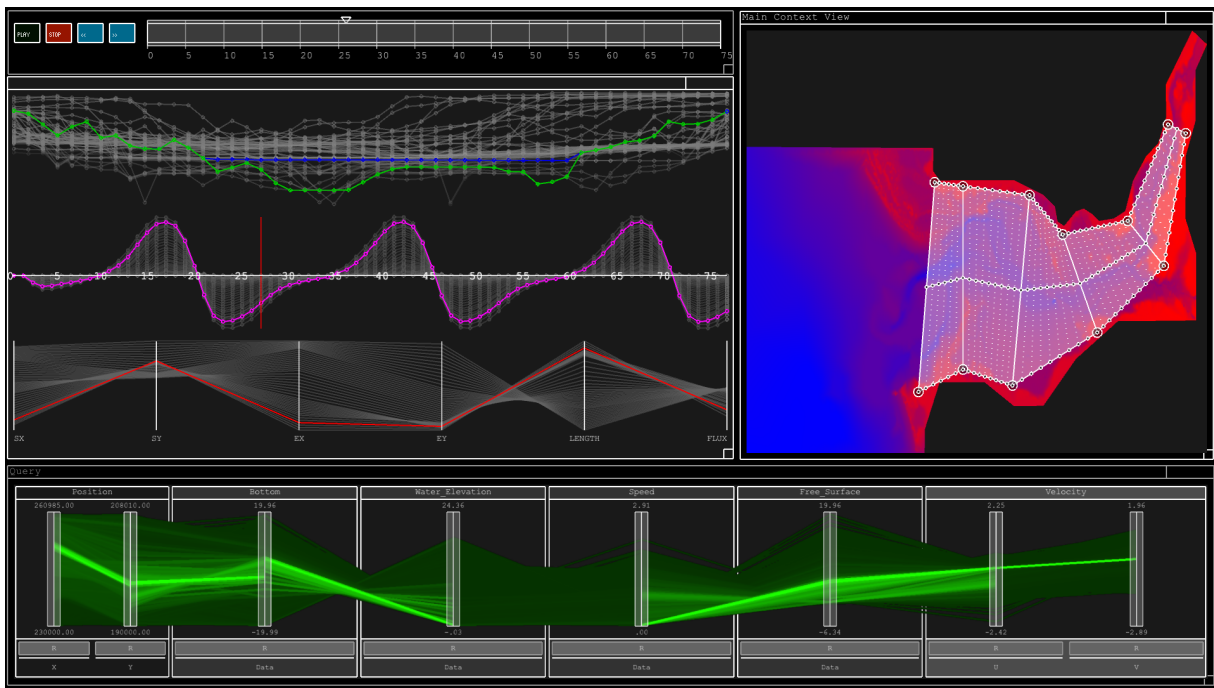 Main Context View
PLAY STOP << >>
0 5 10 15 20 25 30 35 40 45 50 55 60 65 70 75
0 5 10 15 20 25 30 35 40 45 50 55 60 65 70 75
SX SY EX EY LENGTH FLUX
Query
Position Bottom Water_Elevation Speed Free_Surface Velocity
260985.00 208010.00 19.96 24.36 2.91 19.96 2.25 1.96
230000.00 190000.00 -19.99 -.03 .00 -6.34 -2.42 -2.89
R R R R R R R R
X Y Data Data Data Data U V